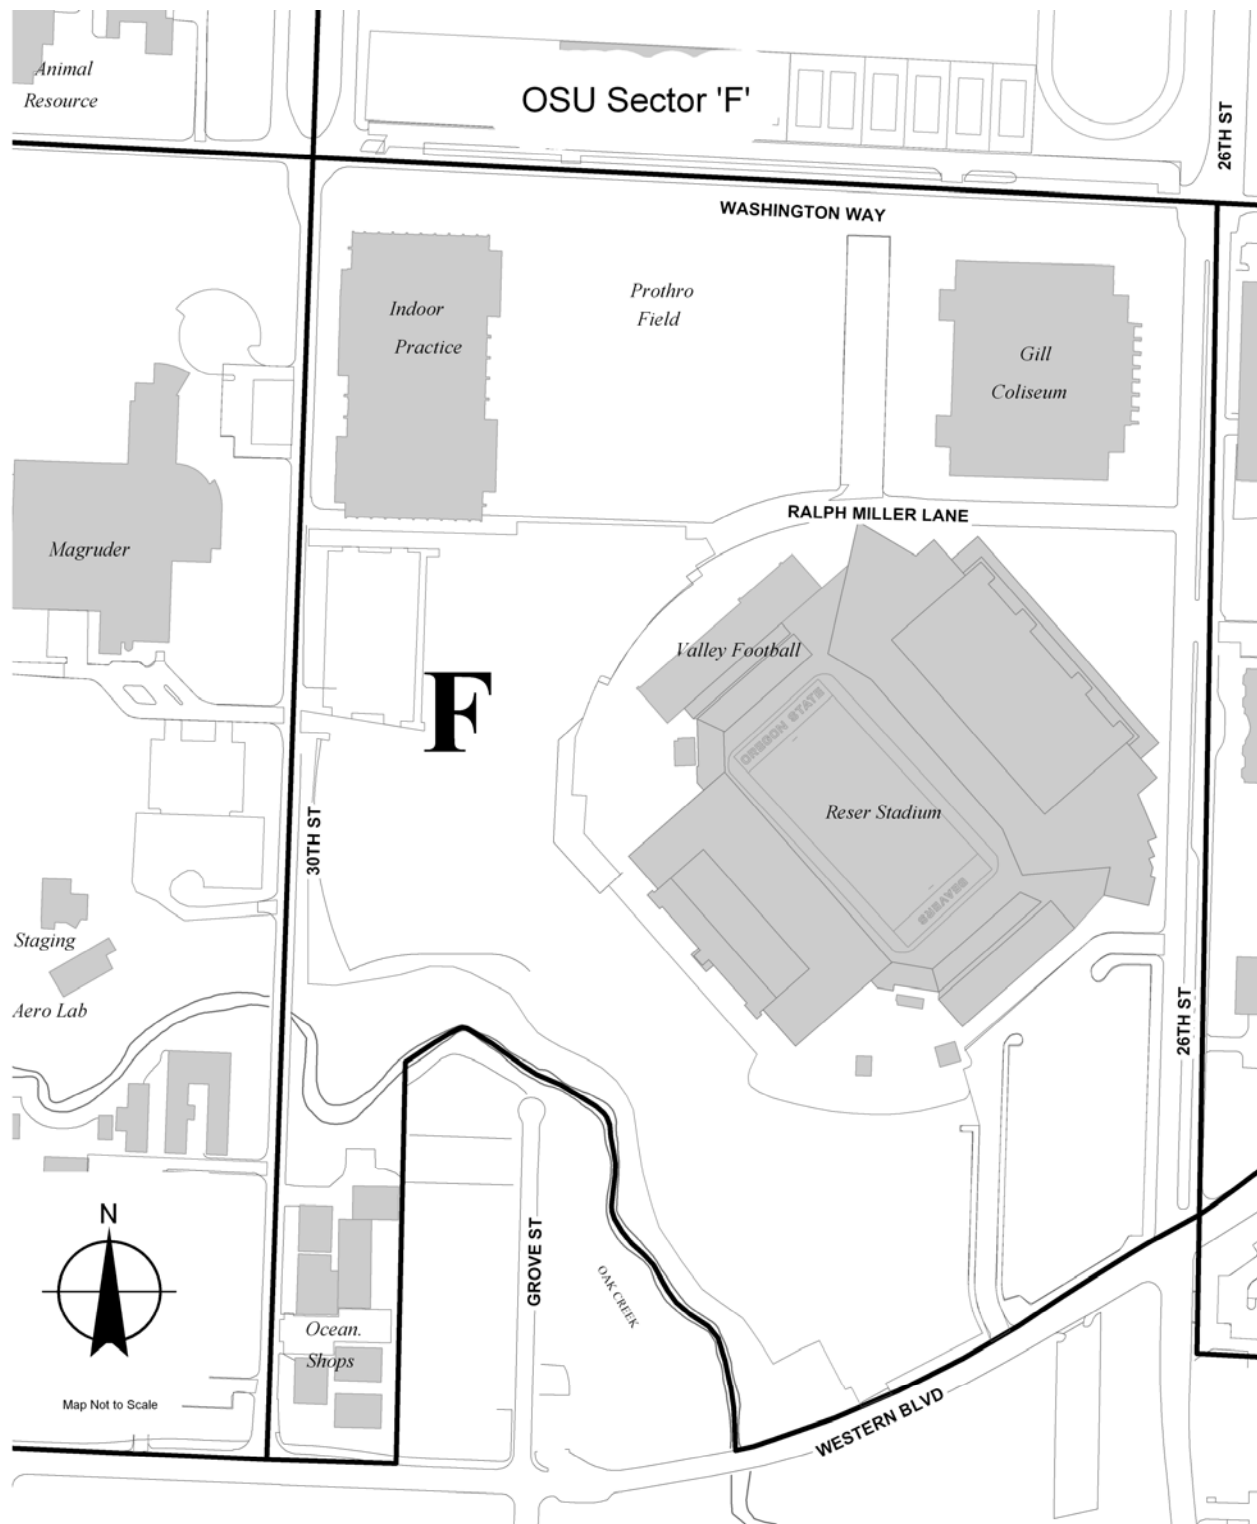 OSU Sector 'F'
Animal
Resource
26TH ST
WASHINGTON WAY
Indoor
Practice
Prothro
Field
Gill
Coliseum
RALPH MILLER LANE
Magruder
Valley Football
F
OREGON STATE
Reser Stadium
30TH ST
BEAVERS
Staging
Aero Lab
26TH ST
N
GROVE ST
OAK CREEK
Ocean.
Shops
Map Not to Scale
WESTERN BLVD